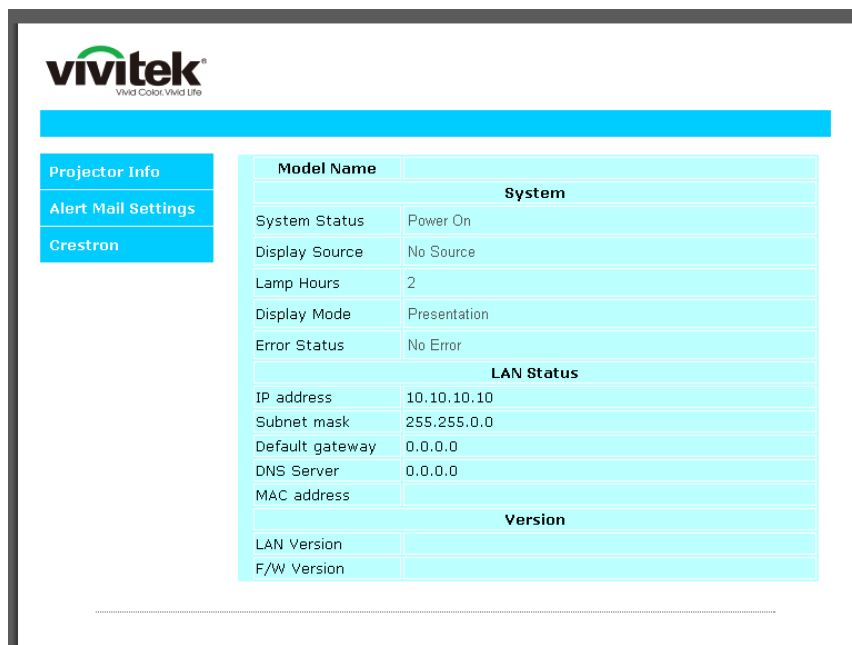 vivitek®
Vivid Color. Vivid Life
Projector Info
Alert Mail Settings
Crestron
Model Name
System
System Status Power On
Display Source No Source
Lamp Hours 2
Display Mode Presentation
Error Status No Error
LAN Status
IP address 10.10.10.10
Subnet mask 255.255.0.0
Default gateway 0.0.0.0
DNS Server 0.0.0.0
MAC address
Version
LAN Version
F/W Version